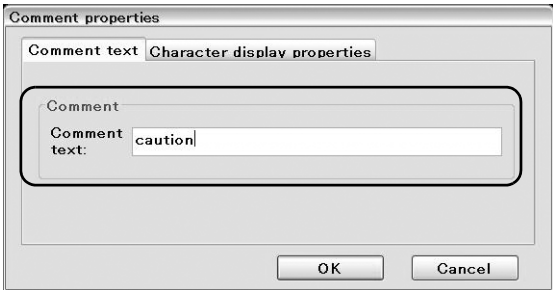 Comment properties
Comment text
Character display properties
Comment
Comment text:
caution
OK
Cancel